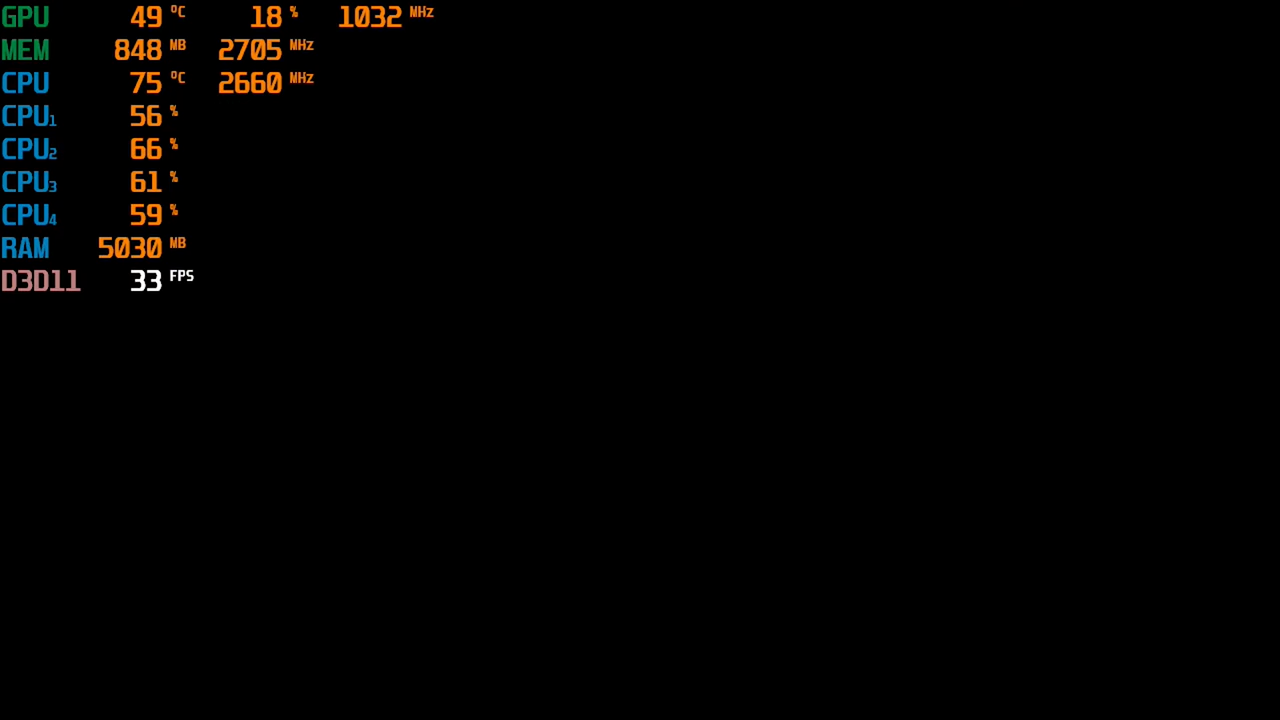 GPU 49 °C 18 % 1032 MHz
MEM 848 MB 2705 MHz
CPU 75 °C 2660 MHz
CPU1 56 %
CPU2 66 %
CPU3 61 %
CPU4 59 %
RAM 5030 MB
D3D11 33 FPS